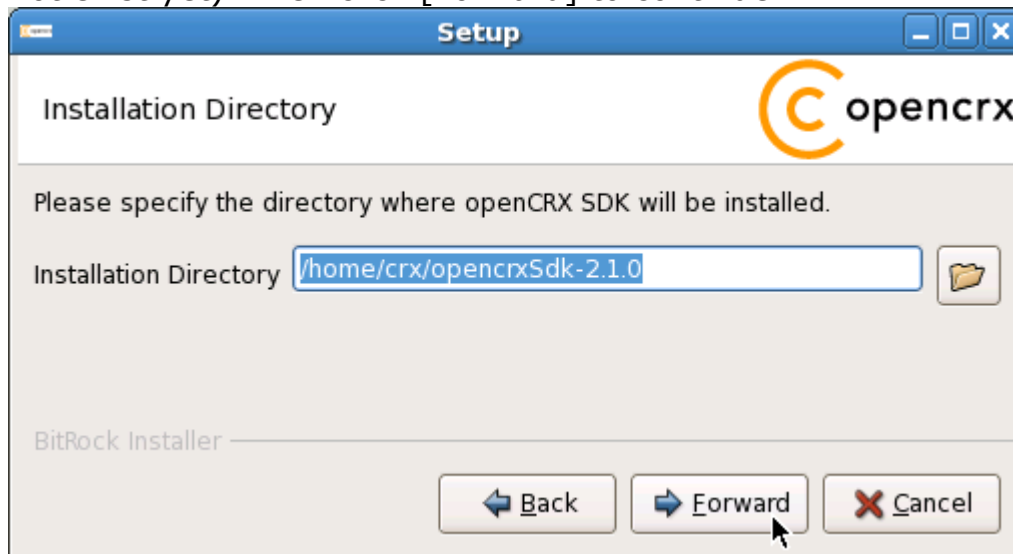 Setup
Installation Directory
opencrx
Please specify the directory where openCRX SDK will be installed.
Installation Directory /home/crx/opencrxSdk-2.1.0
BitRock Installer
Back Forward Cancel